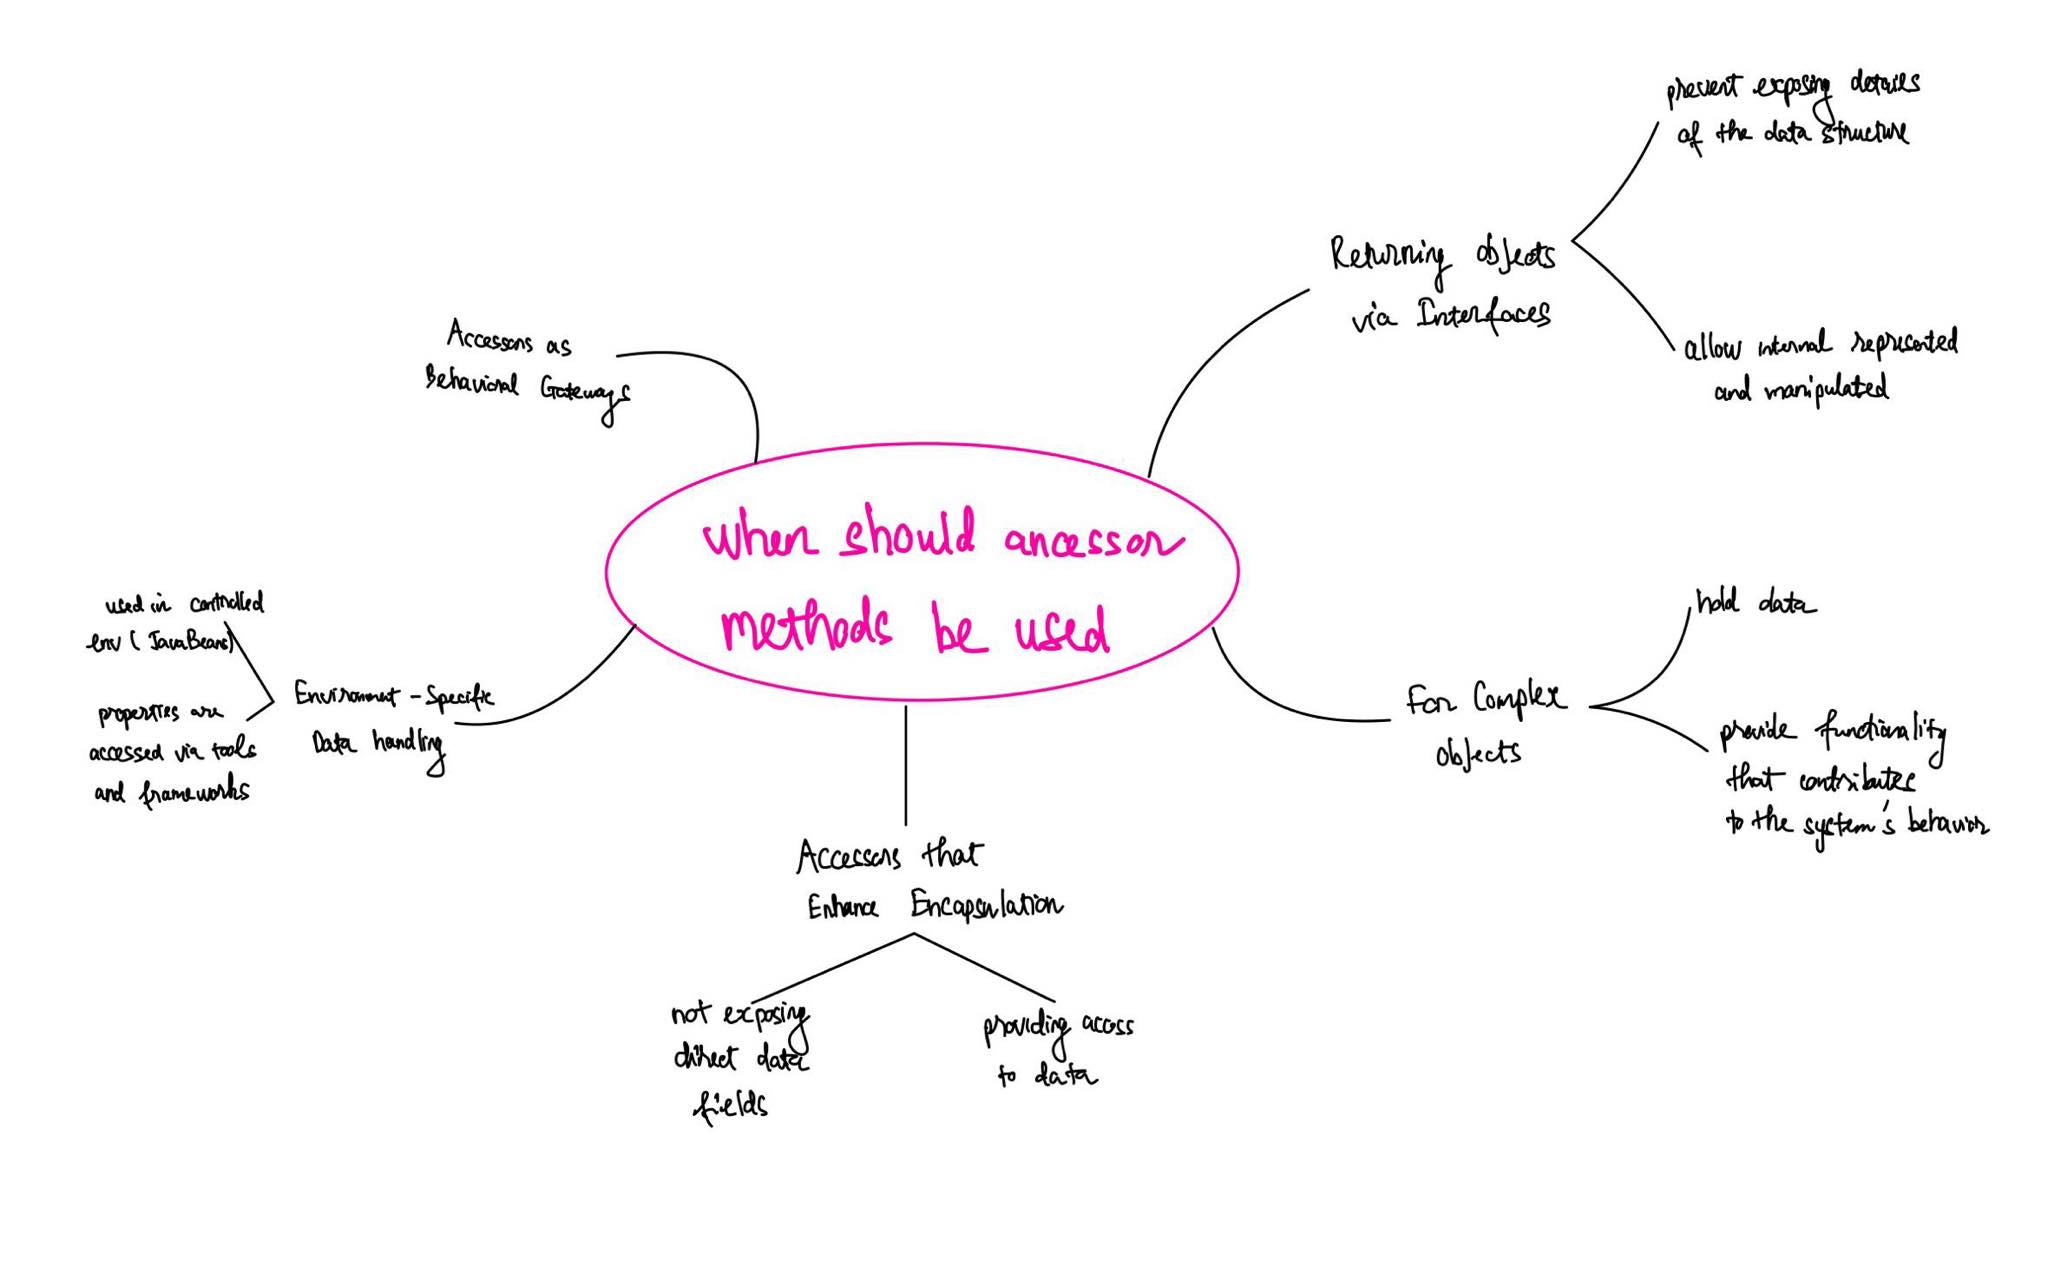 when should ancessor
methods be used
Returning objects
via Interfaces
prevent exposing details
of the data structure
allow internal represented
and manipulated
For Complex
objects
hold data
provide functionality
that contributes
to the system's behavior
Accessors that
Enhance Encapsulation
not exposing
direct data
fields
providing access
to data
Environment-Specific
Data handling
used in controlled
env (JavaBeans)
properties are
accessed via tools
and frameworks
Accessors as
Behavioral Gateways